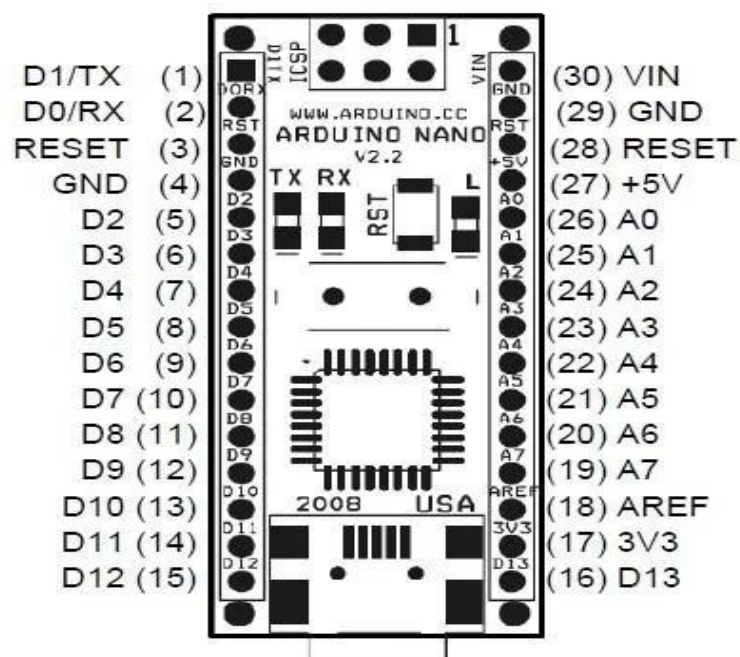 D1/TX (1)
D0/RX (2)
RESET (3)
GND (4)
D2 (5)
D3 (6)
D4 (7)
D5 (8)
D6 (9)
D7 (10)
D8 (11)
D9 (12)
D10 (13)
D11 (14)
D12 (15)
D1TX
DORX
RST
GND
D2
D3
D4
D5
D6
D7
D8
D9
D10
D11
D12
ICSP
1
WWW.ARDUINO.CC
ARDUINO NANO
V2.2
TX RX
RST
L
2008 USA
VIN
GND
RST
+5V
A0
A1
A2
A3
A4
A5
A6
A7
AREF
3V3
D13
(30) VIN
(29) GND
(28) RESET
(27) +5V
(26) A0
(25) A1
(24) A2
(23) A3
(22) A4
(21) A5
(20) A6
(19) A7
(18) AREF
(17) 3V3
(16) D13